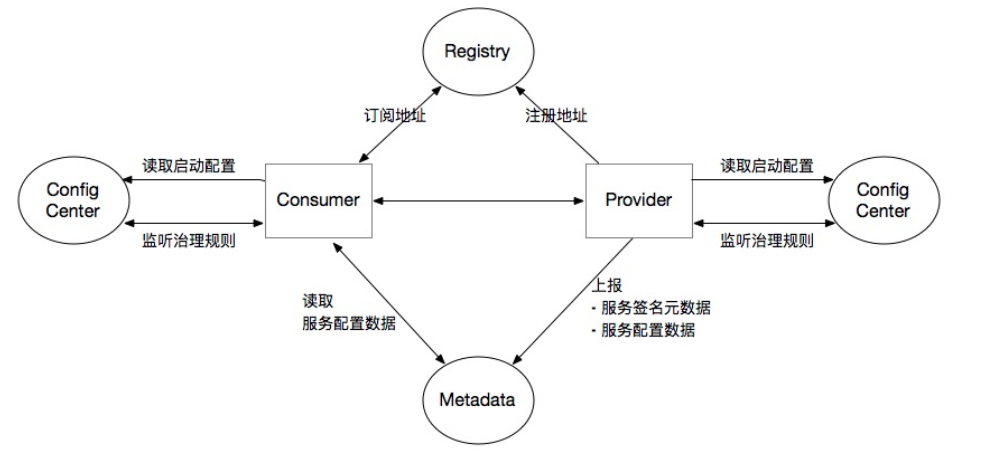 Registry
订阅地址
注册地址
读取启动配置
读取启动配置
Config
Center
Consumer
Provider
Config
Center
监听治理规则
监听治理规则
读取
服务配置数据
上报
- 服务签名元数据
- 服务配置数据
Metadata